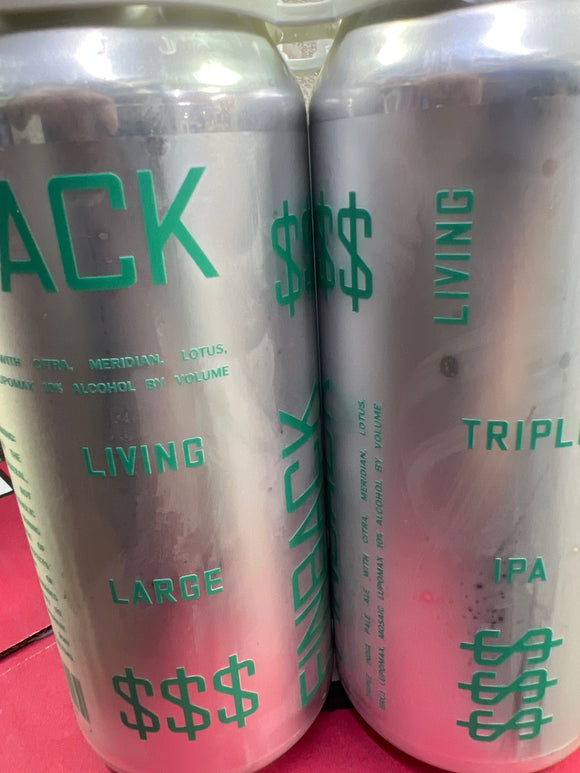 ACK
$$
WITH CITRA, MERIDIAN, LOTUS,
LUPOMAX 10% ALCOHOL BY VOLUME
LIVING
LARGE
$$$
FINBACK
$$
LIVING
TRIPL
IPA
$$$
TRIPLE INDIA PALE ALE WITH CITRA, MERIDIAN, LOTUS,
LUPOMAX, MOSAIC LUPOMAX 10% ALCOHOL BY VOLUME